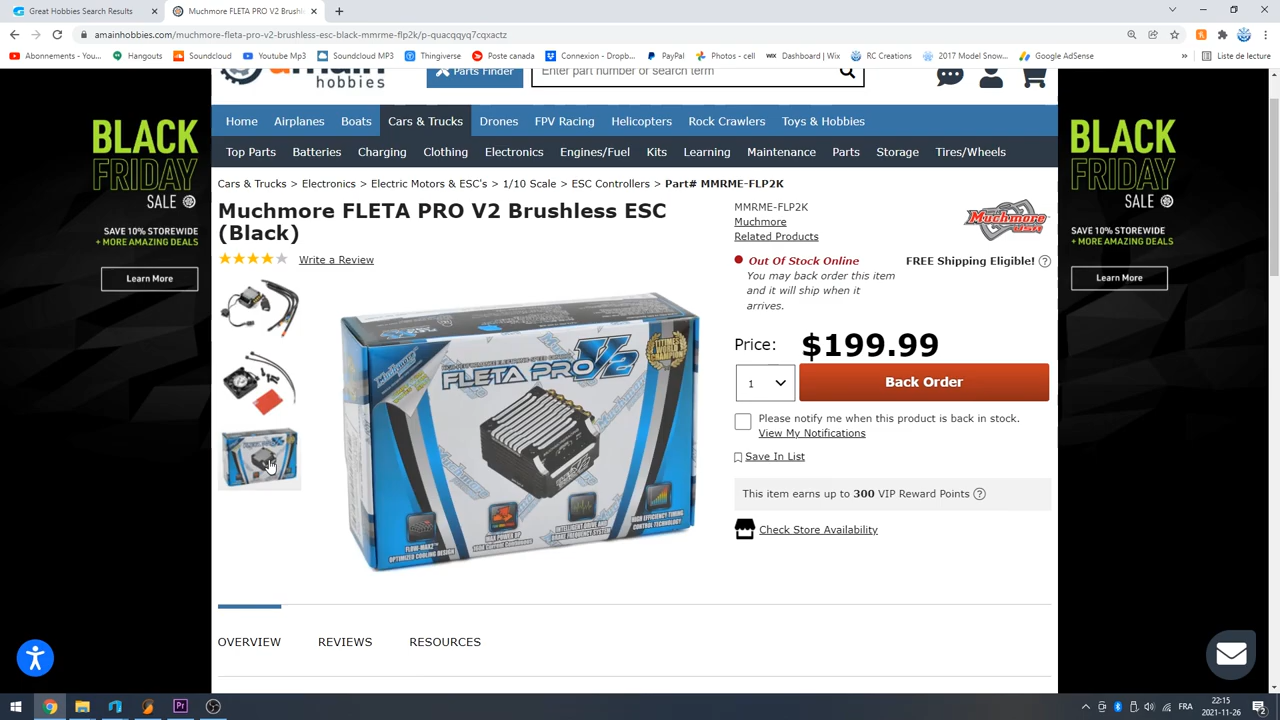 Great Hobbies Search Results
Muchmore FLETA PRO V2 Brushle
amainhobbies.com/muchmore-fleta-pro-v2-brushless-esc-black-mmrme-flp2k/p-quacqqyq7cqxactz
Abonnements - You...
Hangouts
Soundcloud
Youtube Mp3
Soundcloud MP3
Thingiverse
Poste canada
Connexion - Dropb...
PayPal
Photos - cell
Dashboard | Wix
RC Creations
2017 Model Snow...
Google AdSense
»
Liste de lecture
hobbies
Parts Finder
Enter part number or search term
Home
Airplanes
Boats
Cars & Trucks
Drones
FPV Racing
Helicopters
Rock Crawlers
Toys & Hobbies
Top Parts
Batteries
Charging
Clothing
Electronics
Engines/Fuel
Kits
Learning
Maintenance
Parts
Storage
Tires/Wheels
BLACK
FRIDAY
SALE
SAVE 10% STOREWIDE
+ MORE AMAZING DEALS
Learn More
Cars & Trucks > Electronics > Electric Motors & ESC's > 1/10 Scale > ESC Controllers > Part# MMRME-FLP2K
Muchmore FLETA PRO V2 Brushless ESC
(Black)
Write a Review
FLETA PRO V2
MMRME-FLP2K
Muchmore
Related Products
Muchmore
Out Of Stock Online
You may back order this item
and it will ship when it
arrives.
FREE Shipping Eligible!
Price: $199.99
1
Back Order
Please notify me when this product is back in stock.
View My Notifications
Save In List
This item earns up to 300 VIP Reward Points
Check Store Availability
BLACK
FRIDAY
SALE
SAVE 10% STOREWIDE
+ MORE AMAZING DEALS
Learn More
OVERVIEW
REVIEWS
RESOURCES
FRA
22:15
2021-11-26
2